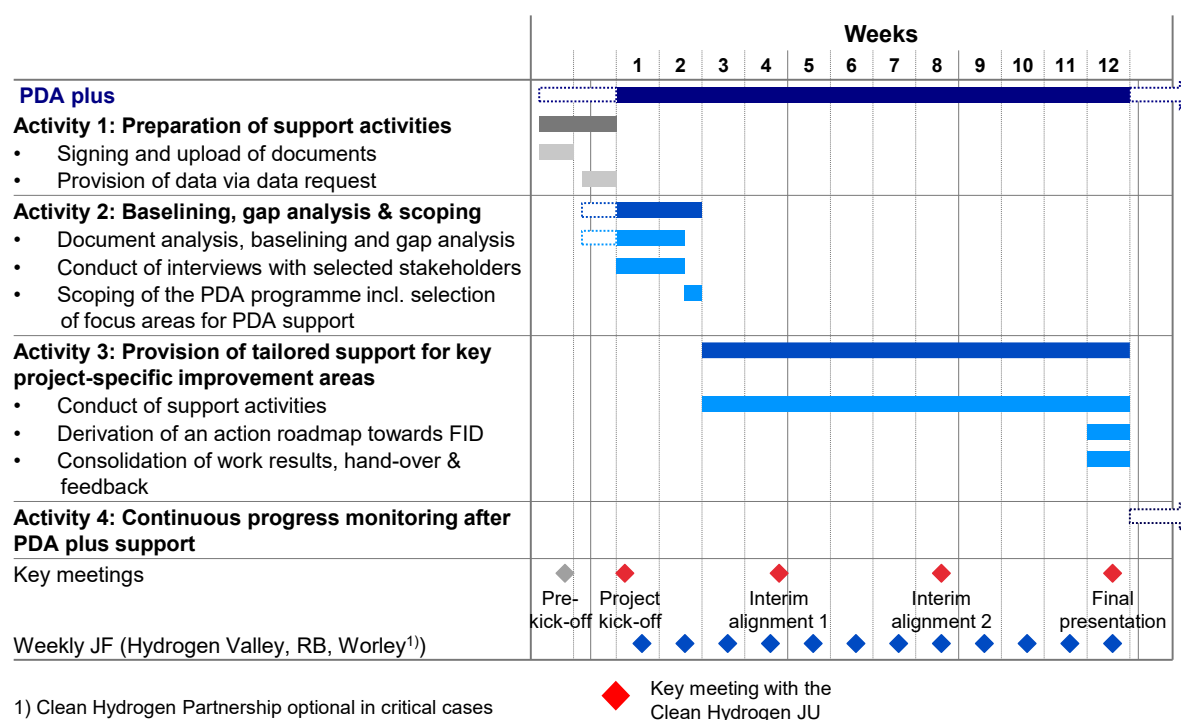 Weeks
1 2 3 4 5 6 7 8 9 10 11 12
PDA plus
Activity 1: Preparation of support activities
• Signing and upload of documents
• Provision of data via data request
Activity 2: Baselining, gap analysis & scoping
• Document analysis, baselining and gap analysis
• Conduct of interviews with selected stakeholders
• Scoping of the PDA programme incl. selection
of focus areas for PDA support
Activity 3: Provision of tailored support for key
project-specific improvement areas
• Conduct of support activities
• Derivation of an action roadmap towards FID
• Consolidation of work results, hand-over &
feedback
Activity 4: Continuous progress monitoring after
PDA plus support
Key meetings
Pre-
kick-off
Project
kick-off
Interim
alignment 1
Interim
alignment 2
Final
presentation
Weekly JF (Hydrogen Valley, RB, Worley1))
1) Clean Hydrogen Partnership optional in critical cases
Key meeting with the
Clean Hydrogen JU